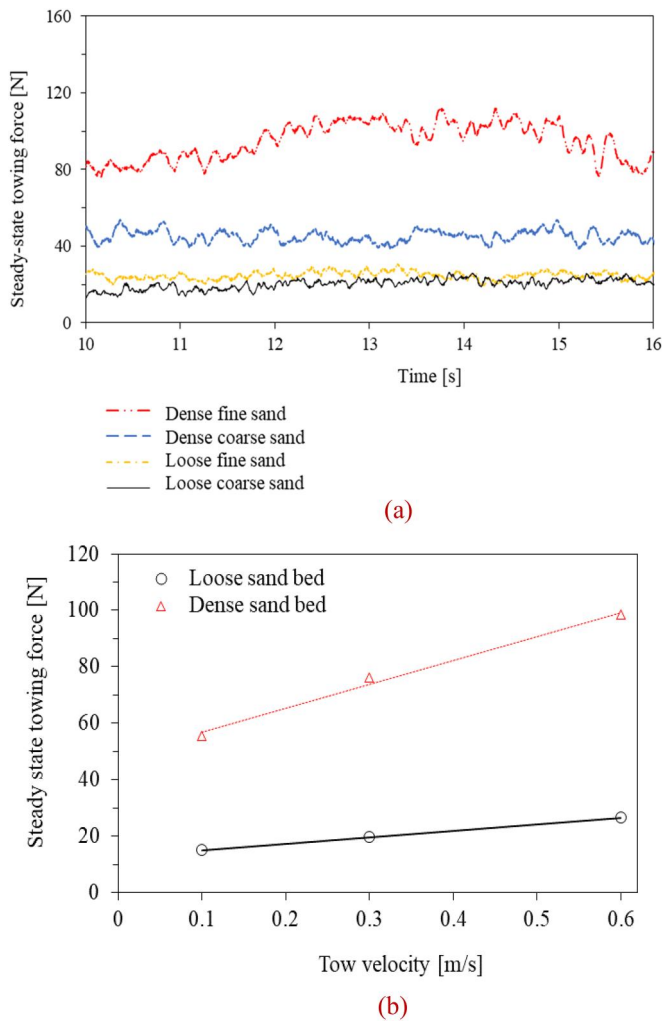 Steady-state towing force [N]
160
120
80
40
0
10 11 12 13 14 15 16
Time [s]
Dense fine sand
Dense coarse sand
Loose fine sand
Loose coarse sand
(a)
Steady state towing force [N]
120
100
80
60
40
20
0
Loose sand bed
Dense sand bed
0 0.1 0.2 0.3 0.4 0.5 0.6
Tow velocity [m/s]
(b)